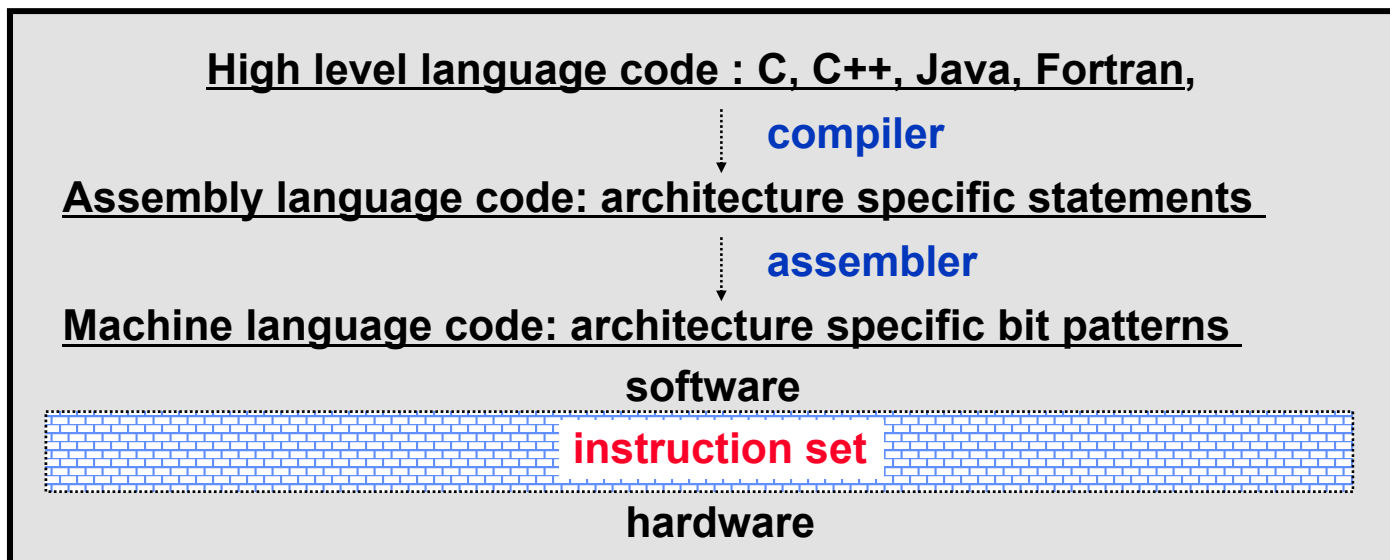 High level language code : C, C++, Java, Fortran,
compiler
Assembly language code: architecture specific statements
assembler
Machine language code: architecture specific bit patterns
software
instruction set
hardware